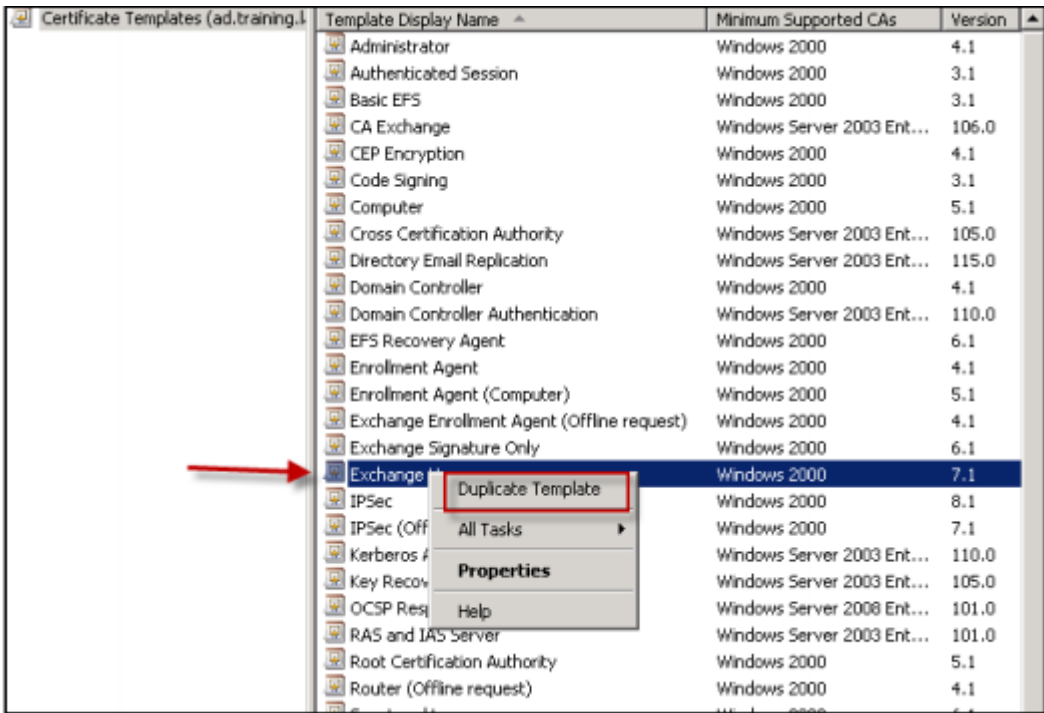 Certificate Templates (ad.training.l
Template Display Name Minimum Supported CAs Version
Administrator Windows 2000 4.1
Authenticated Session Windows 2000 3.1
Basic EFS Windows 2000 3.1
CA Exchange Windows Server 2003 Ent... 106.0
CEP Encryption Windows 2000 4.1
Code Signing Windows 2000 3.1
Computer Windows 2000 5.1
Cross Certification Authority Windows Server 2003 Ent... 105.0
Directory Email Replication Windows Server 2003 Ent... 115.0
Domain Controller Windows 2000 4.1
Domain Controller Authentication Windows Server 2003 Ent... 110.0
EFS Recovery Agent Windows 2000 6.1
Enrollment Agent Windows 2000 4.1
Enrollment Agent (Computer) Windows 2000 5.1
Exchange Enrollment Agent (Offline request) Windows 2000 4.1
Exchange Signature Only Windows 2000 6.1
Exchange Windows 2000 7.1
Duplicate Template
IPSec Windows 2000 8.1
IPSec (Off Windows 2000 7.1
All Tasks
Kerberos Windows Server 2003 Ent... 110.0
Properties
Key Recov Windows Server 2003 Ent... 105.0
OCSP Resp Windows Server 2008 Ent... 101.0
Help
RAS and IAS Server Windows Server 2003 Ent... 101.0
Root Certification Authority Windows 2000 5.1
Router (Offline request) Windows 2000 4.1